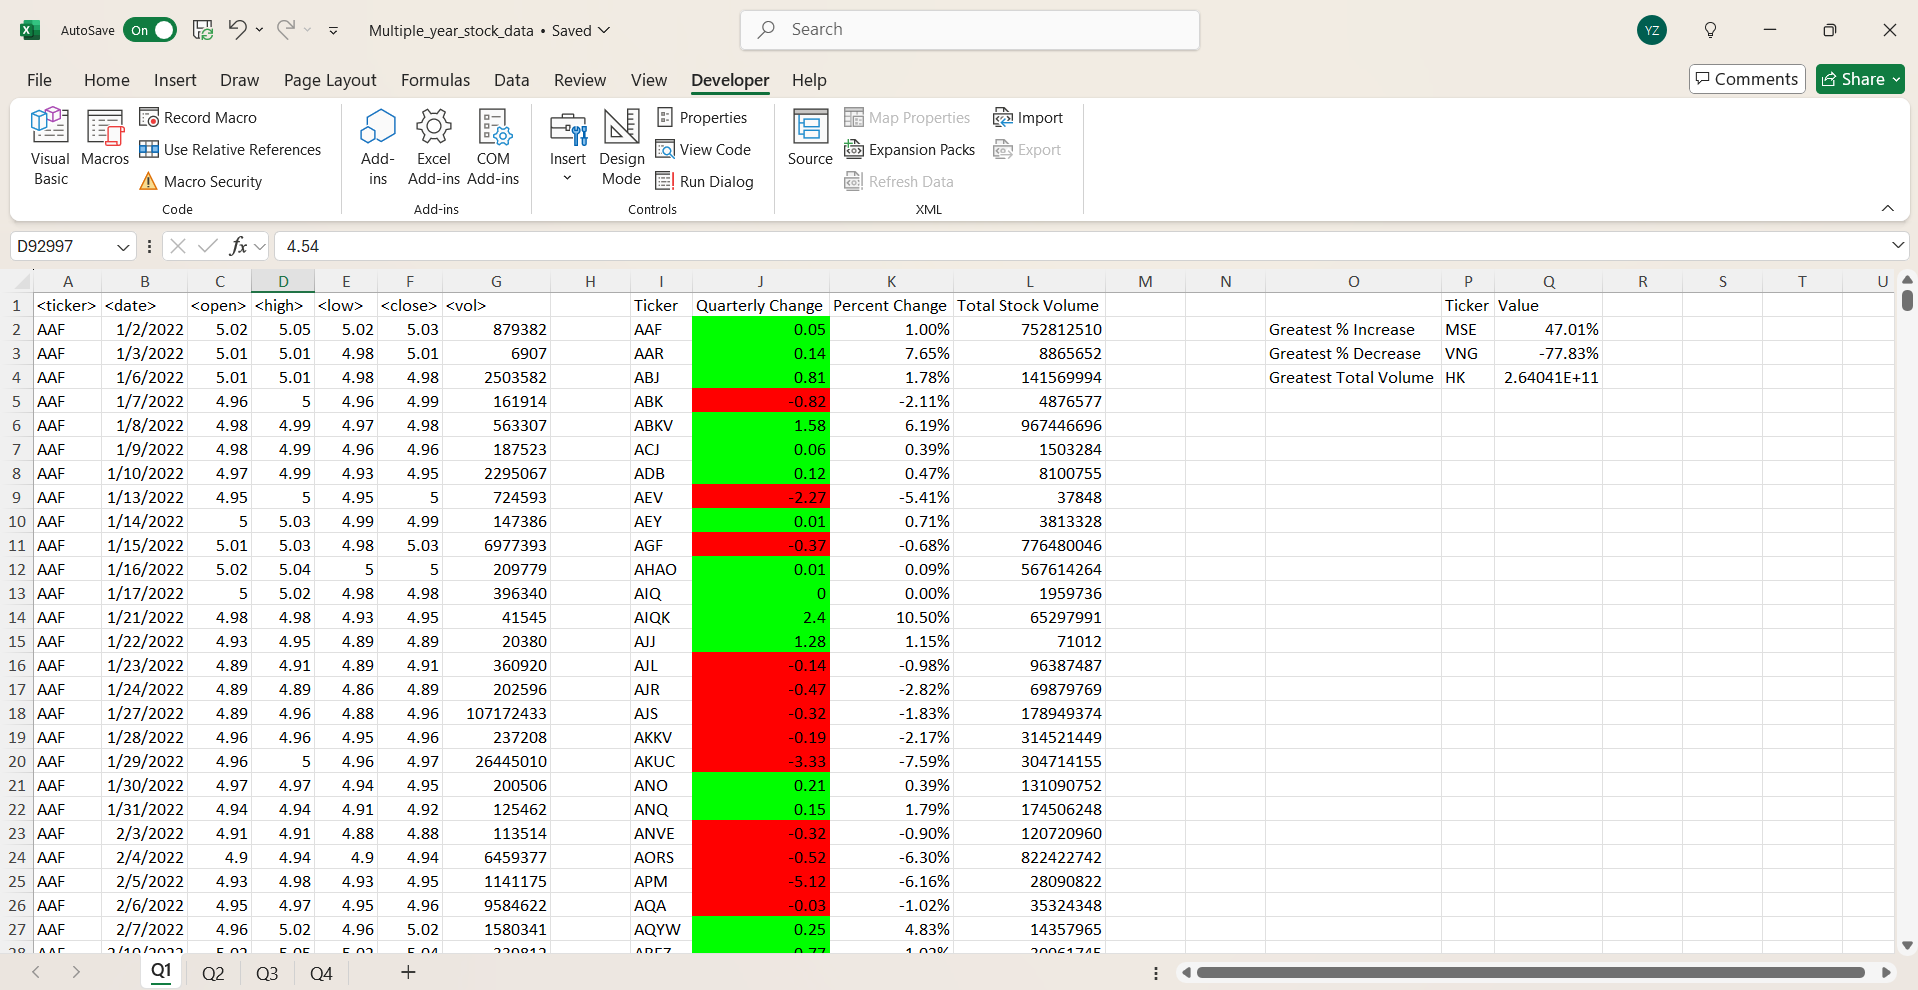 AutoSave On Multiple_year_stock_data • Saved Search YZ
File Home Insert Draw Page Layout Formulas Data Review View Developer Help Comments Share
Visual Basic
Macros
Record Macro
Use Relative References
Macro Security
Code
Add-ins
Excel Add-ins
COM Add-ins
Add-ins
Insert
Design Mode
Properties
View Code
Run Dialog
Controls
Source
Map Properties
Expansion Packs
Refresh Data
Import
Export
XML
D92997 fx 4.54
A B C D E F G H I J K L M N O P Q R S T U
1 <ticker> <date> <open> <high> <low> <close> <vol> Ticker Quarterly Change Percent Change Total Stock Volume Ticker Value
2 AAF 1/2/2022 5.02 5.05 5.02 5.03 879382 AAF 0.05 1.00% 752812510 Greatest % Increase MSE 47.01%
3 AAF 1/3/2022 5.01 5.01 4.98 5.01 6907 AAR 0.14 7.65% 8865652 Greatest % Decrease VNG -77.83%
4 AAF 1/6/2022 5.01 5.01 4.98 4.98 2503582 ABJ 0.81 1.78% 141569994 Greatest Total Volume HK 2.64041E+11
5 AAF 1/7/2022 4.96 5 4.96 4.99 161914 ABK -0.82 -2.11% 4876577
6 AAF 1/8/2022 4.98 4.99 4.97 4.98 563307 ABKV 1.58 6.19% 967446696
7 AAF 1/9/2022 4.98 4.99 4.96 4.96 187523 ACJ 0.06 0.39% 1503284
8 AAF 1/10/2022 4.97 4.99 4.93 4.95 2295067 ADB 0.12 0.47% 8100755
9 AAF 1/13/2022 4.95 5 4.95 5 724593 AEV -2.27 -5.41% 37848
10 AAF 1/14/2022 5 5.03 4.99 4.99 147386 AEY 0.01 0.71% 3813328
11 AAF 1/15/2022 5.01 5.03 4.98 5.03 6977393 AGF -0.37 -0.68% 776480046
12 AAF 1/16/2022 5.02 5.04 5 5 209779 AHAO 0.01 0.09% 567614264
13 AAF 1/17/2022 5 5.02 4.98 4.98 396340 AIQ 0 0.00% 1959736
14 AAF 1/21/2022 4.98 4.98 4.93 4.95 41545 AIQK 2.4 10.50% 65297991
15 AAF 1/22/2022 4.93 4.95 4.89 4.89 20380 AJJ 1.28 1.15% 71012
16 AAF 1/23/2022 4.89 4.91 4.89 4.91 360920 AJL -0.14 -0.98% 96387487
17 AAF 1/24/2022 4.89 4.89 4.86 4.89 202596 AJR -0.47 -2.82% 69879769
18 AAF 1/27/2022 4.89 4.96 4.88 4.96 107172433 AJS -0.32 -1.83% 178949374
19 AAF 1/28/2022 4.96 4.96 4.95 4.96 237208 AKKV -0.19 -2.17% 314521449
20 AAF 1/29/2022 4.96 5 4.96 4.97 26445010 AKUC -3.33 -7.59% 304714155
21 AAF 1/30/2022 4.97 4.97 4.94 4.95 200506 ANO 0.21 0.39% 131090752
22 AAF 1/31/2022 4.94 4.94 4.91 4.92 125462 ANQ 0.15 1.79% 174506248
23 AAF 2/3/2022 4.91 4.91 4.88 4.88 113514 ANVE -0.32 -0.90% 120720960
24 AAF 2/4/2022 4.9 4.94 4.9 4.94 6459377 AORS -0.52 -6.30% 822422742
25 AAF 2/5/2022 4.93 4.98 4.93 4.95 1141175 APM -5.12 -6.16% 28090822
26 AAF 2/6/2022 4.95 4.97 4.95 4.96 9584622 AQA -0.03 -1.02% 35324348
27 AAF 2/7/2022 4.96 5.02 4.96 5.02 1580341 AQYW 0.25 4.83% 14357965
Q1 Q2 Q3 Q4